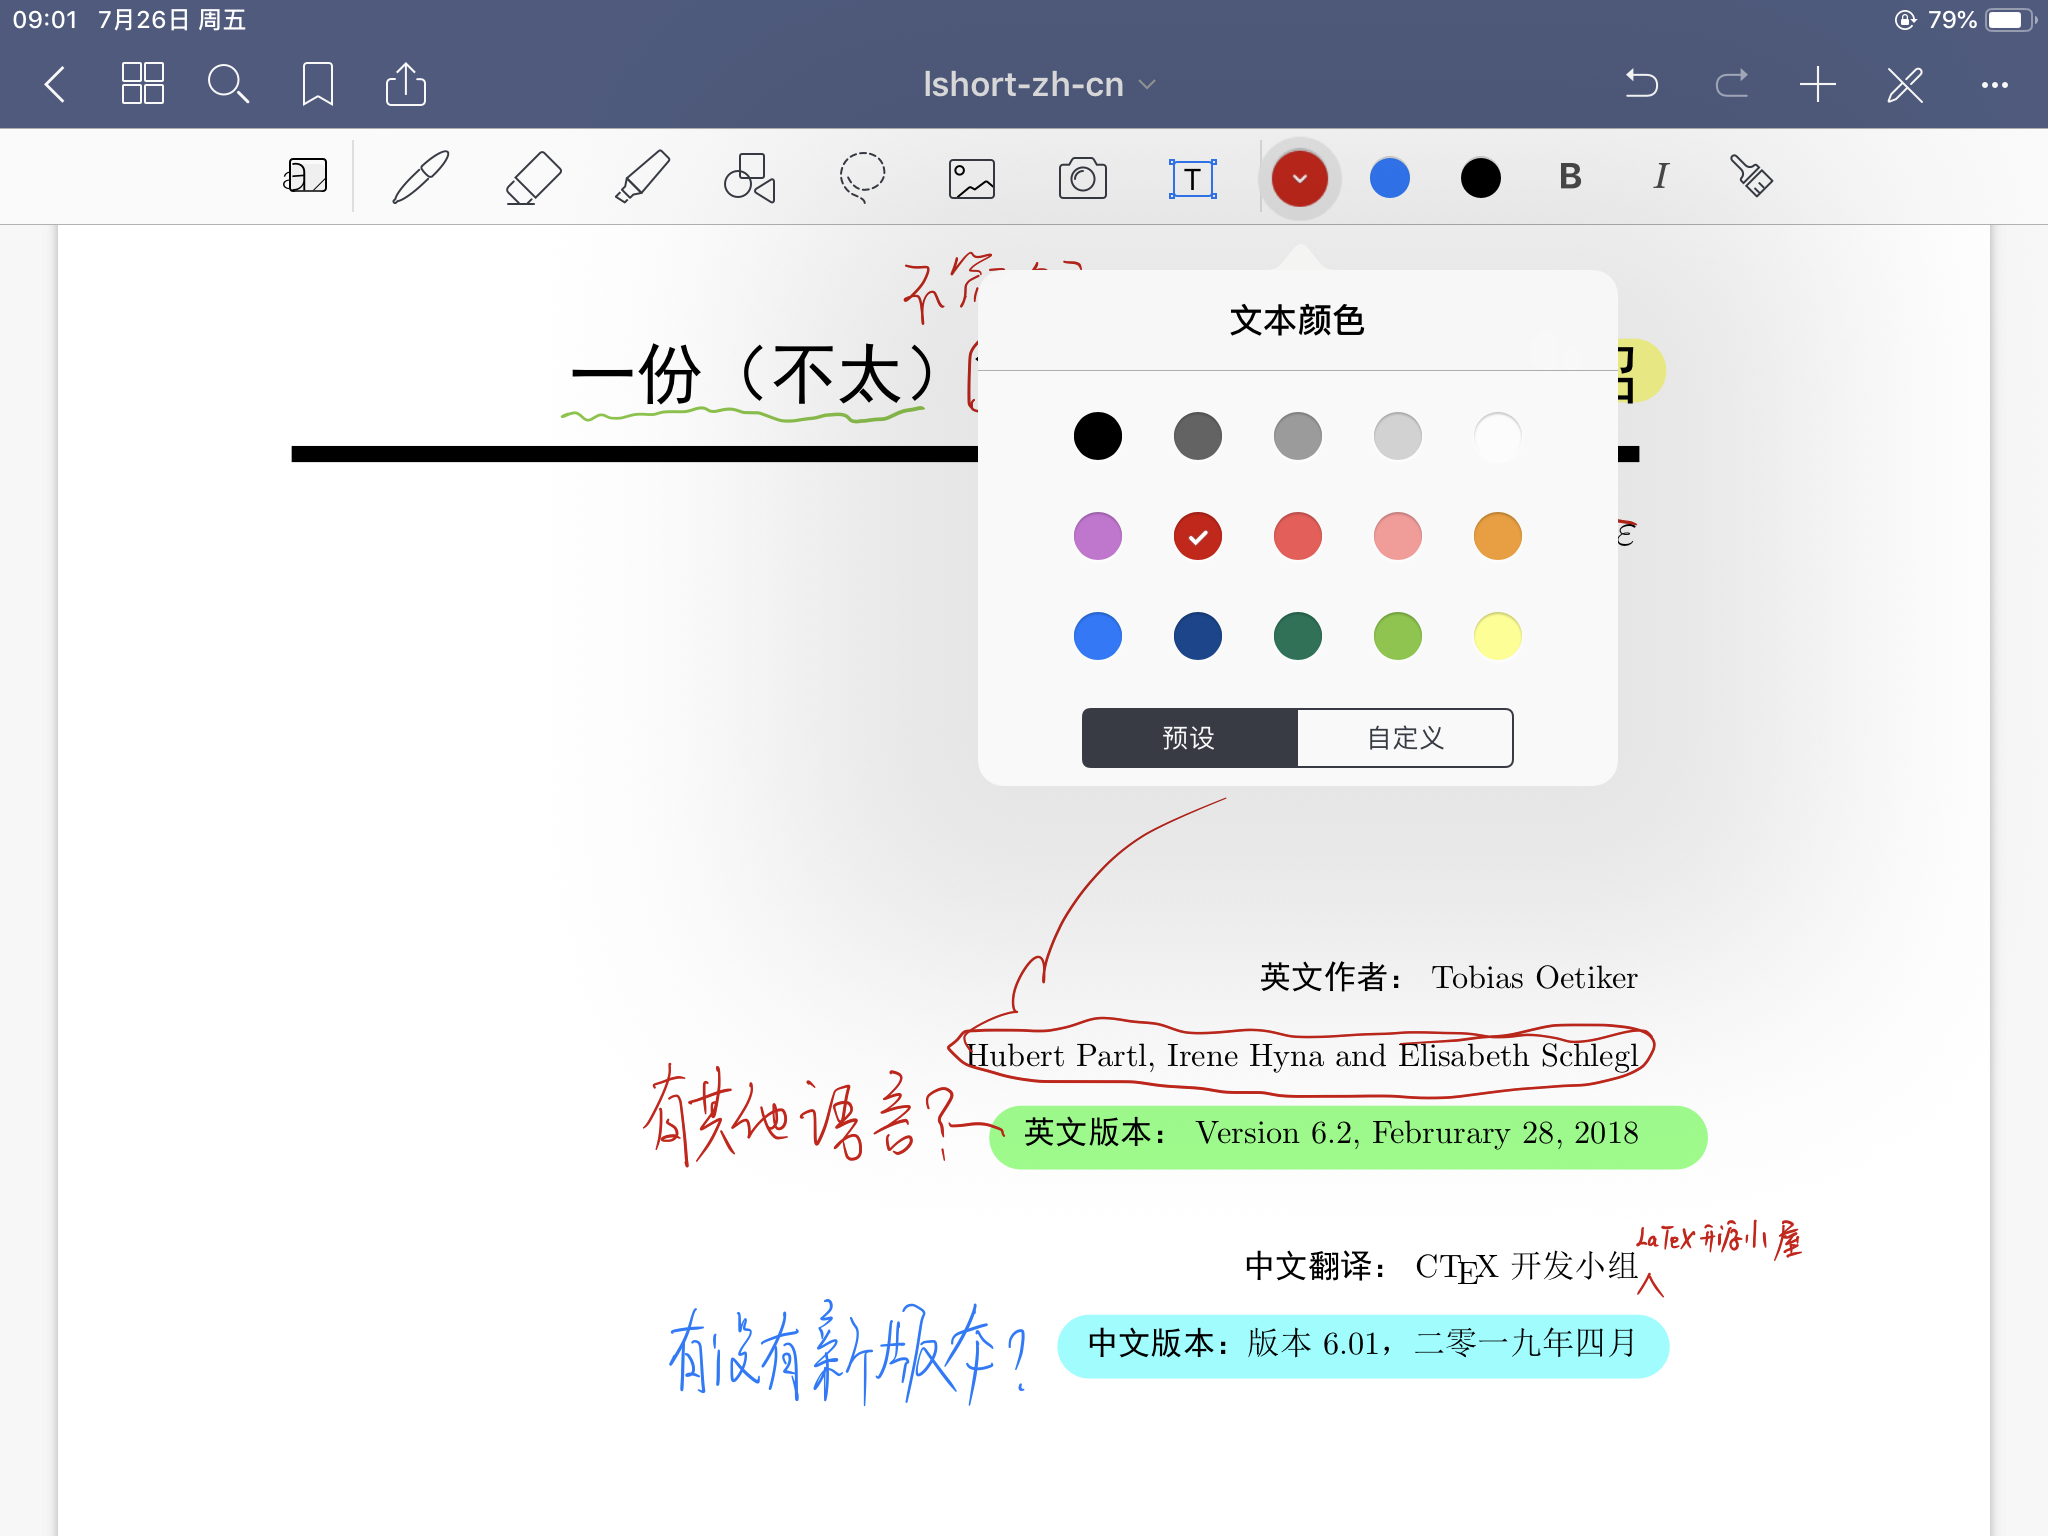 09:01 7月26日 周五 79%
lshort-zh-cn
T B I
不
文本颜色
一份（不太）
绍
ε
预设 自定义
英文作者： Tobias Oetiker
Hubert Partl, Irene Hyna and Elisabeth Schlegl
有其他语言？
英文版本： Version 6.2, Februrary 28, 2018
LaTeX 开源小屋
中文翻译： CTEX 开发小组
有没有新版本？
中文版本：版本 6.01，二零一九年四月